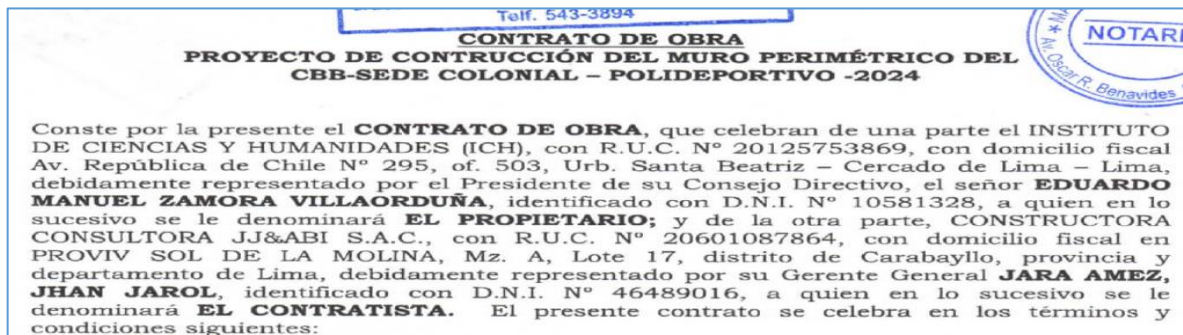 Telf. 543-3894
NOTARI
Av. Oscar R. Benavides
CONTRATO DE OBRA
PROYECTO DE CONTRUCCIÓN DEL MURO PERIMÉTRICO DEL
CBB-SEDE COLONIAL – POLIDEPORTIVO -2024
Conste por la presente el CONTRATO DE OBRA, que celebran de una parte el INSTITUTO
DE CIENCIAS Y HUMANIDADES (ICH), con R.U.C. Nº 20125753869, con domicilio fiscal
Av. República de Chile Nº 295, of. 503, Urb. Santa Beatriz – Cercado de Lima – Lima,
debidamente representado por el Presidente de su Consejo Directivo, el señor EDUARDO
MANUEL ZAMORA VILLAORDUÑA, identificado con D.N.I. Nº 10581328, a quien en lo
sucesivo se le denominará EL PROPIETARIO; y de la otra parte, CONSTRUCTORA
CONSULTORA JJ&ABI S.A.C., con R.U.C. Nº 20601087864, con domicilio fiscal en
PROVIV SOL DE LA MOLINA, Mz. A, Lote 17, distrito de Carabayllo, provincia y
departamento de Lima, debidamente representado por su Gerente General JARA AMEZ,
JHAN JAROL, identificado con D.N.I. Nº 46489016, a quien en lo sucesivo se le
denominará EL CONTRATISTA. El presente contrato se celebra en los términos y
condiciones siguientes: